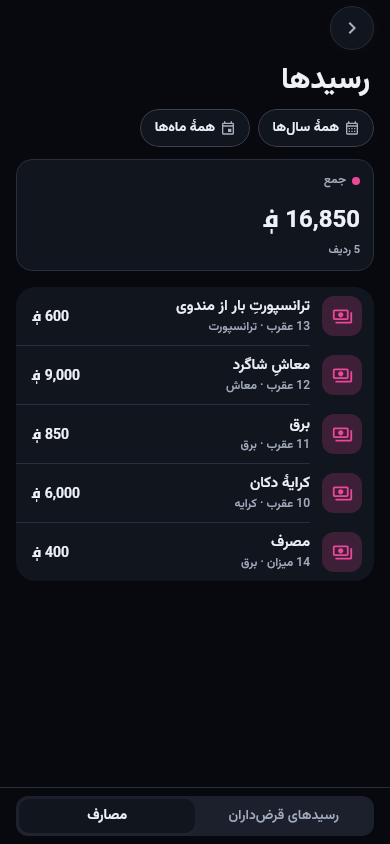 رسیدها
همهٔ سال‌ها
همهٔ ماه‌ها
جمع
16,850 ؋
5 ردیف
ترانسپورتِ بار از مندوی
13 عقرب · ترانسپورت
600 ؋
معاشِ شاگرد
12 عقرب · معاش
9,000 ؋
برق
11 عقرب · برق
850 ؋
کرایهٔ دکان
10 عقرب · کرایه
6,000 ؋
مصرف
14 میزان · برق
400 ؋
رسیدهای قرض‌داران
مصارف